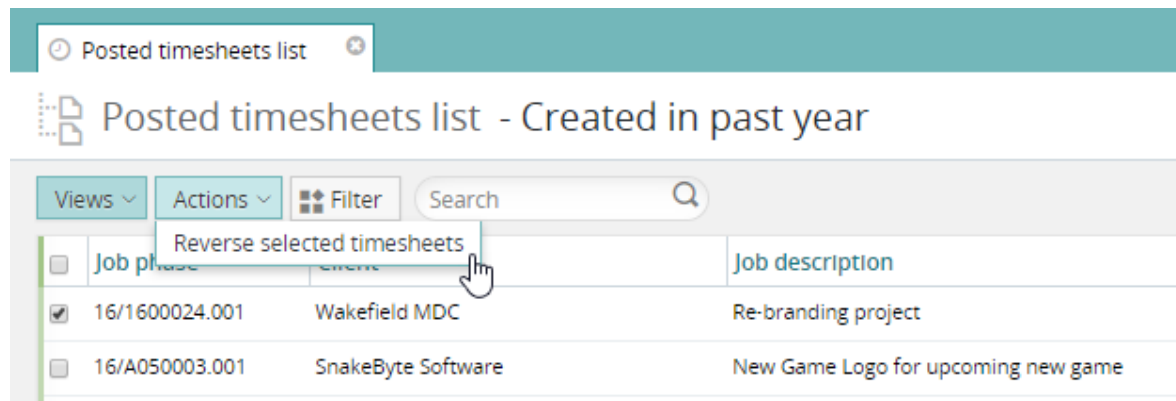 Posted timesheets list
Posted timesheets list - Created in past year
Views Actions Filter Search
Reverse selected timesheets
Job phase Client Job description
16/1600024.001 Wakefield MDC Re-branding project
16/A050003.001 SnakeByte Software New Game Logo for upcoming new game